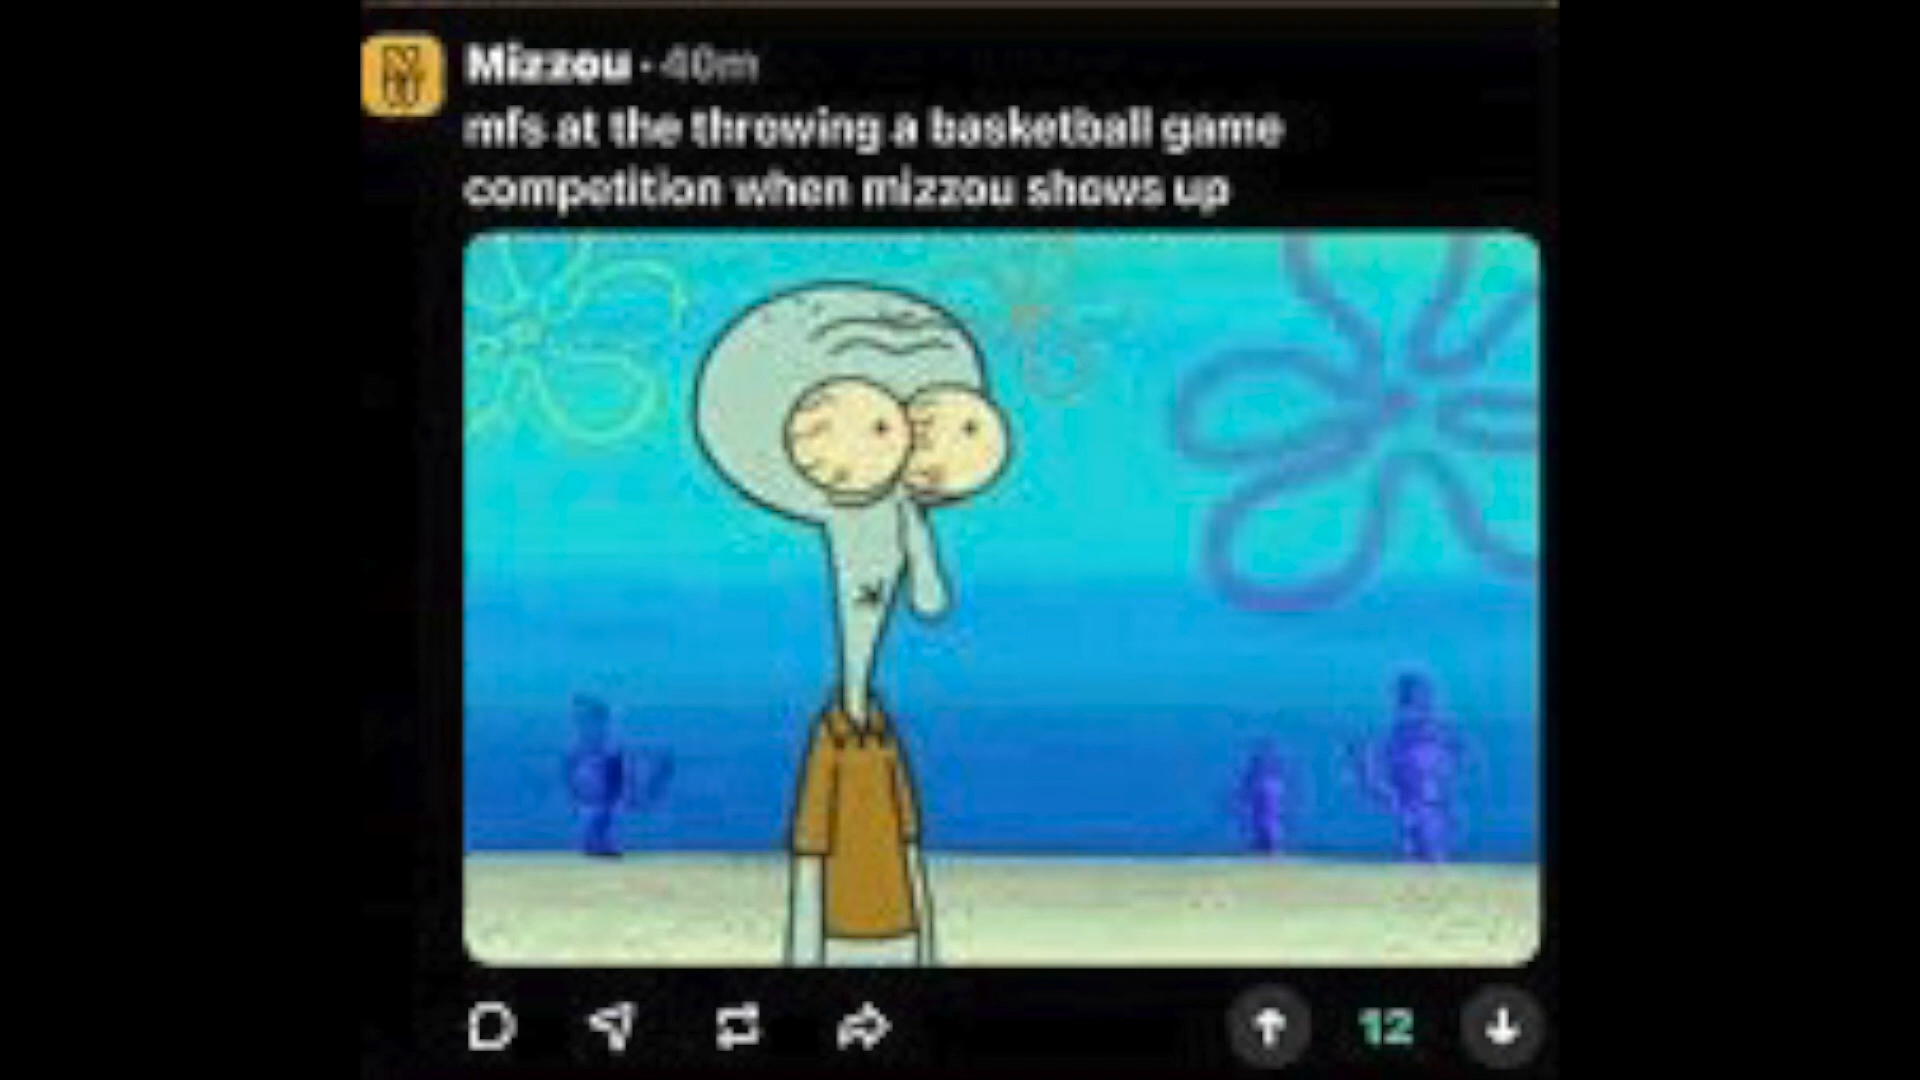 Mizzou · 40m
mfs at the throwing a basketball game
competition when mizzou shows up
12